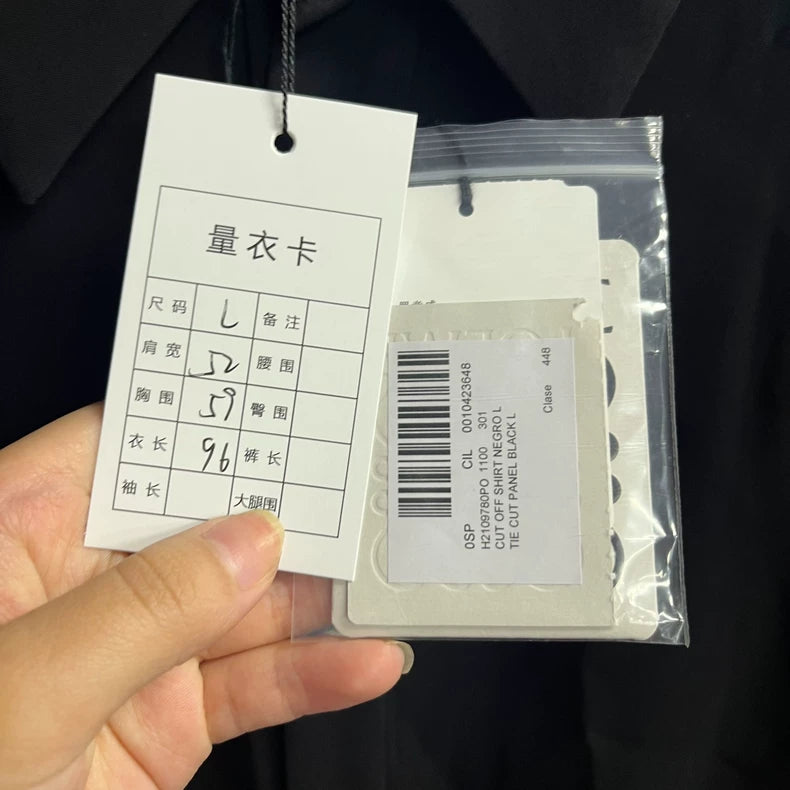 量衣卡
尺码 L 备注
肩宽 52 腰围
胸围 59 臀围
衣长 96 裤长
袖长 大腿围
0SP CIL 0010423648
H2109780PO 1100 301
CUT OFF SHIRT NEGRO L
TIE CUT PANEL BLACK L
Clase 448